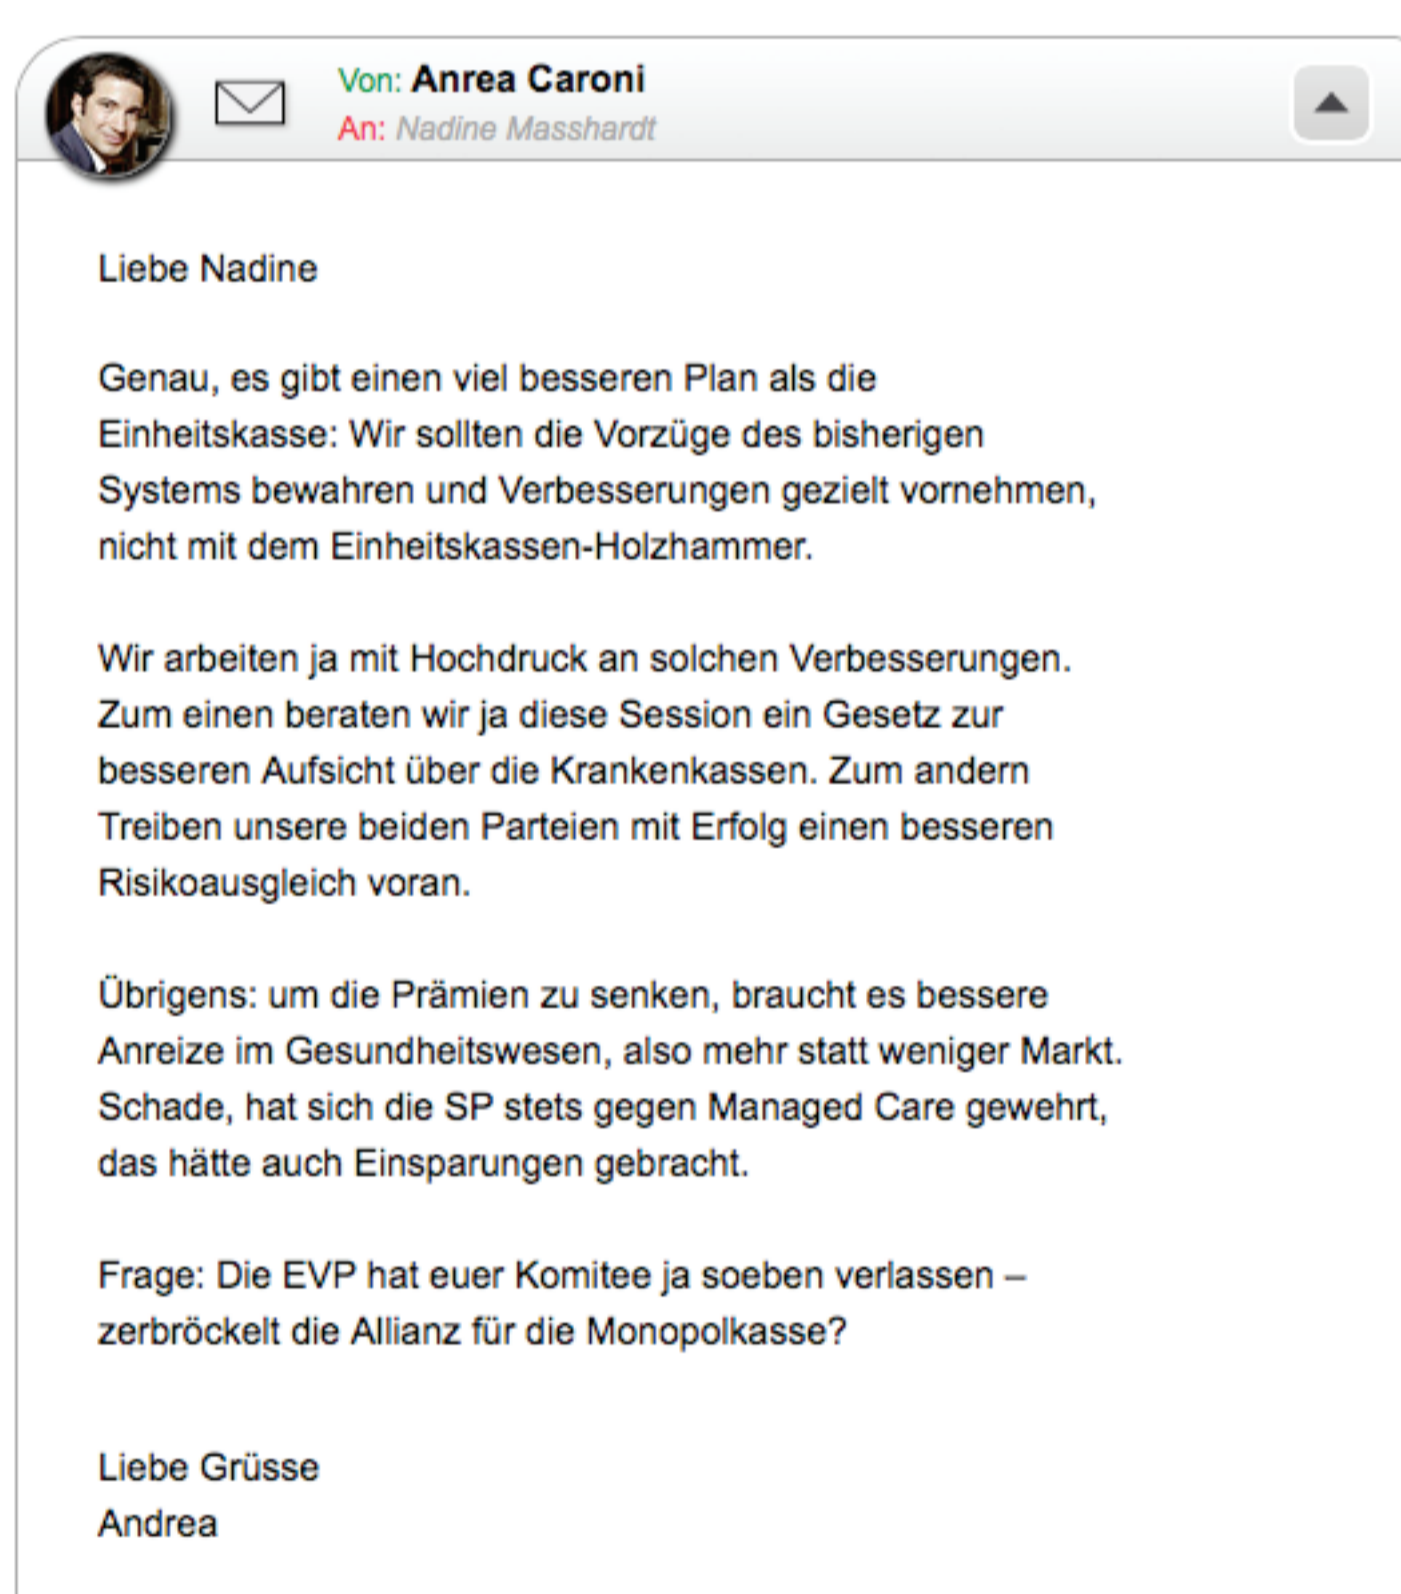 Von: Anrea Caroni
An: Nadine Masshardt
Liebe Nadine
Genau, es gibt einen viel besseren Plan als die
Einheitskasse: Wir sollten die Vorzüge des bisherigen
Systems bewahren und Verbesserungen gezielt vornehmen,
nicht mit dem Einheitskassen-Holzhammer.
Wir arbeiten ja mit Hochdruck an solchen Verbesserungen.
Zum einen beraten wir ja diese Session ein Gesetz zur
besseren Aufsicht über die Krankenkassen. Zum andern
Treiben unsere beiden Parteien mit Erfolg einen besseren
Risikoausgleich voran.
Übrigens: um die Prämien zu senken, braucht es bessere
Anreize im Gesundheitswesen, also mehr statt weniger Markt.
Schade, hat sich die SP stets gegen Managed Care gewehrt,
das hätte auch Einsparungen gebracht.
Frage: Die EVP hat euer Komitee ja soeben verlassen –
zerbröckelt die Allianz für die Monopolkasse?
Liebe Grüsse
Andrea